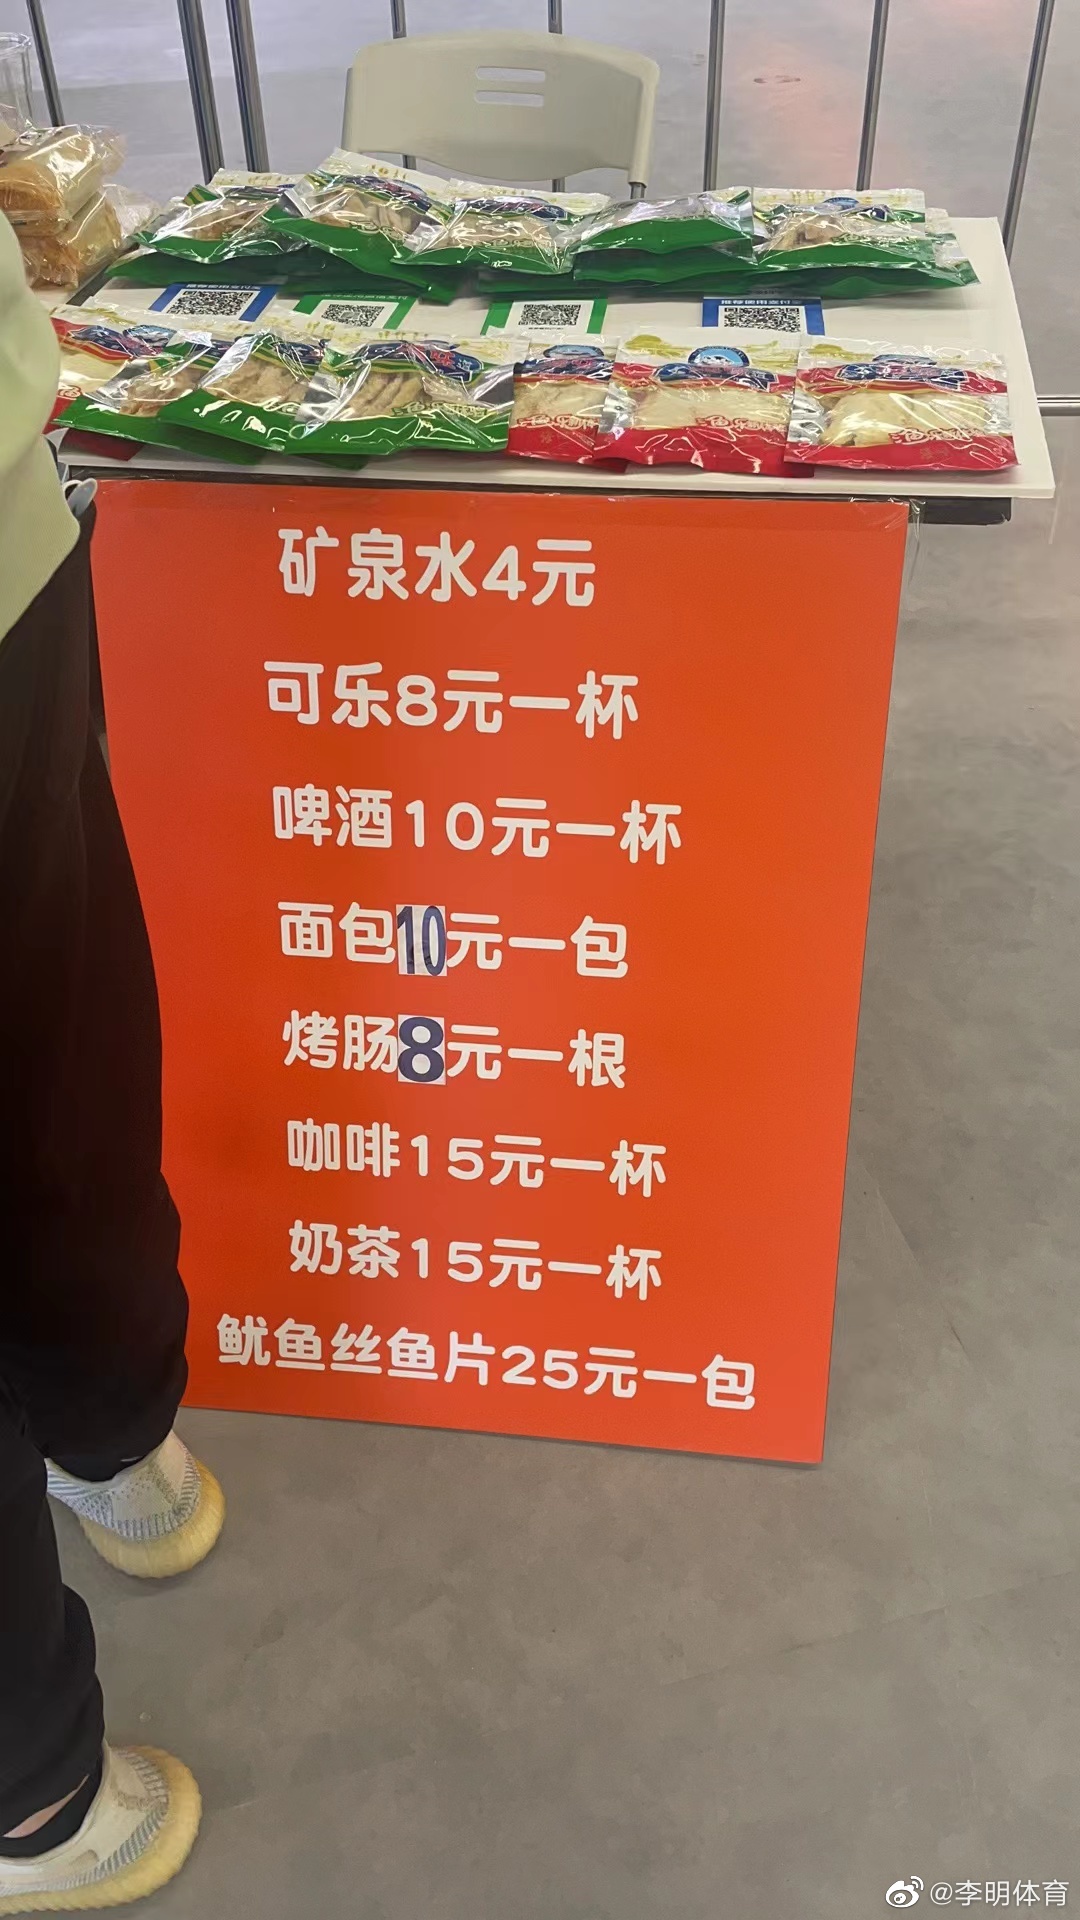 矿泉水4元
可乐8元一杯
啤酒10元一杯
面包10元一包
烤肠8元一根
咖啡15元一杯
奶茶15元一杯
鱿鱼丝鱼片25元一包
@李明体育